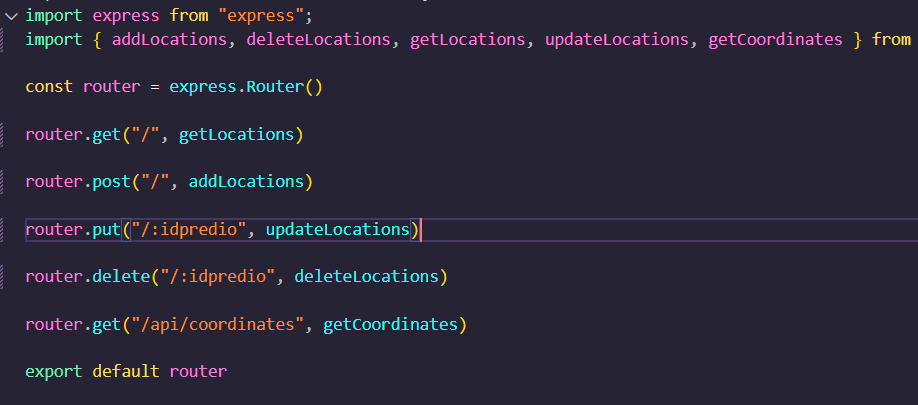 import express from "express";
import { addLocations, deleteLocations, getLocations, updateLocations, getCoordinates } from
const router = express.Router()
router.get("/", getLocations)
router.post("/", addLocations)
router.put("/:idpredio", updateLocations)
router.delete("/:idpredio", deleteLocations)
router.get("/api/coordinates", getCoordinates)
export default router